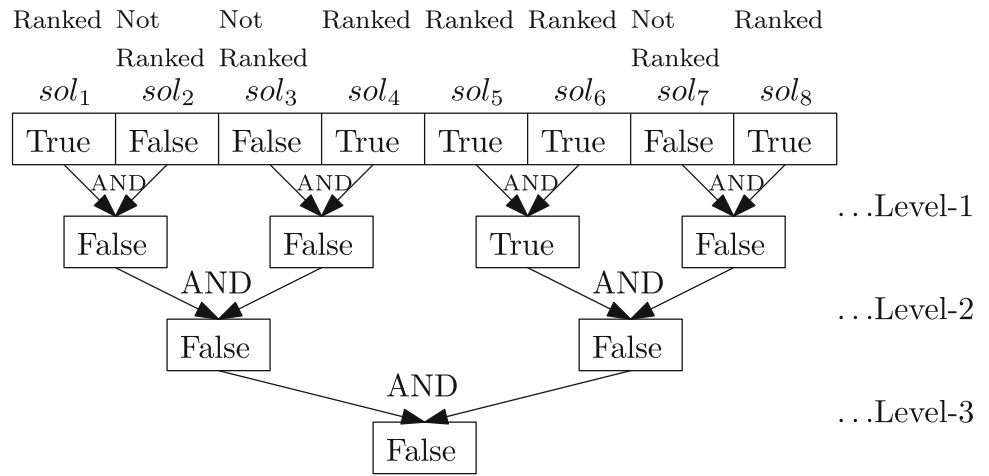 Ranked Not Not Ranked Ranked Ranked Not Ranked
Ranked Ranked Ranked
sol₁ sol₂ sol₃ sol₄ sol₅ sol₆ sol₇ sol₈
True False False True True True False True
AND AND AND AND
...Level-1
False False True False
AND AND
...Level-2
False False
AND
...Level-3
False